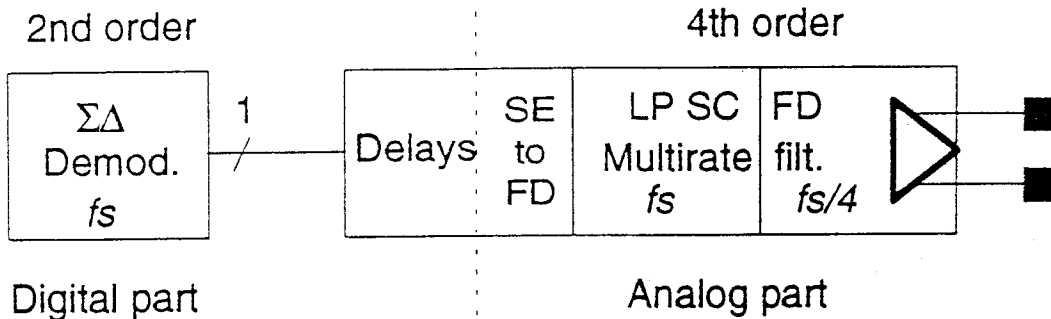 2nd order
4th order
ΣΔ
Demod.
fs
1
Delays
SE
to
FD
LP SC
Multirate
fs
FD
filt.
fs/4
Digital part
Analog part